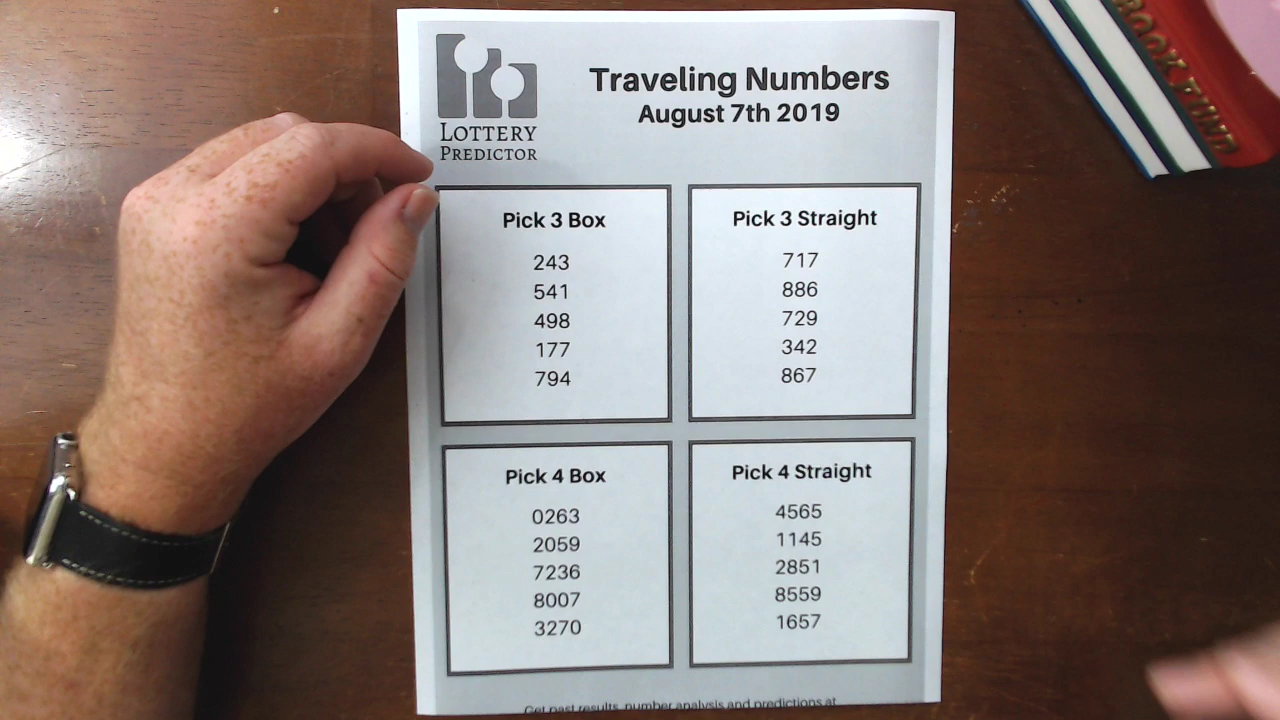 LOTTERY
PREDICTOR
Traveling Numbers
August 7th 2019
Pick 3 Box
243
541
498
177
794
Pick 3 Straight
717
886
729
342
867
Pick 4 Box
0263
2059
7236
8007
3270
Pick 4 Straight
4565
1145
2851
8559
1657
Get past results, number analysis and predictions at
BOOK FUND